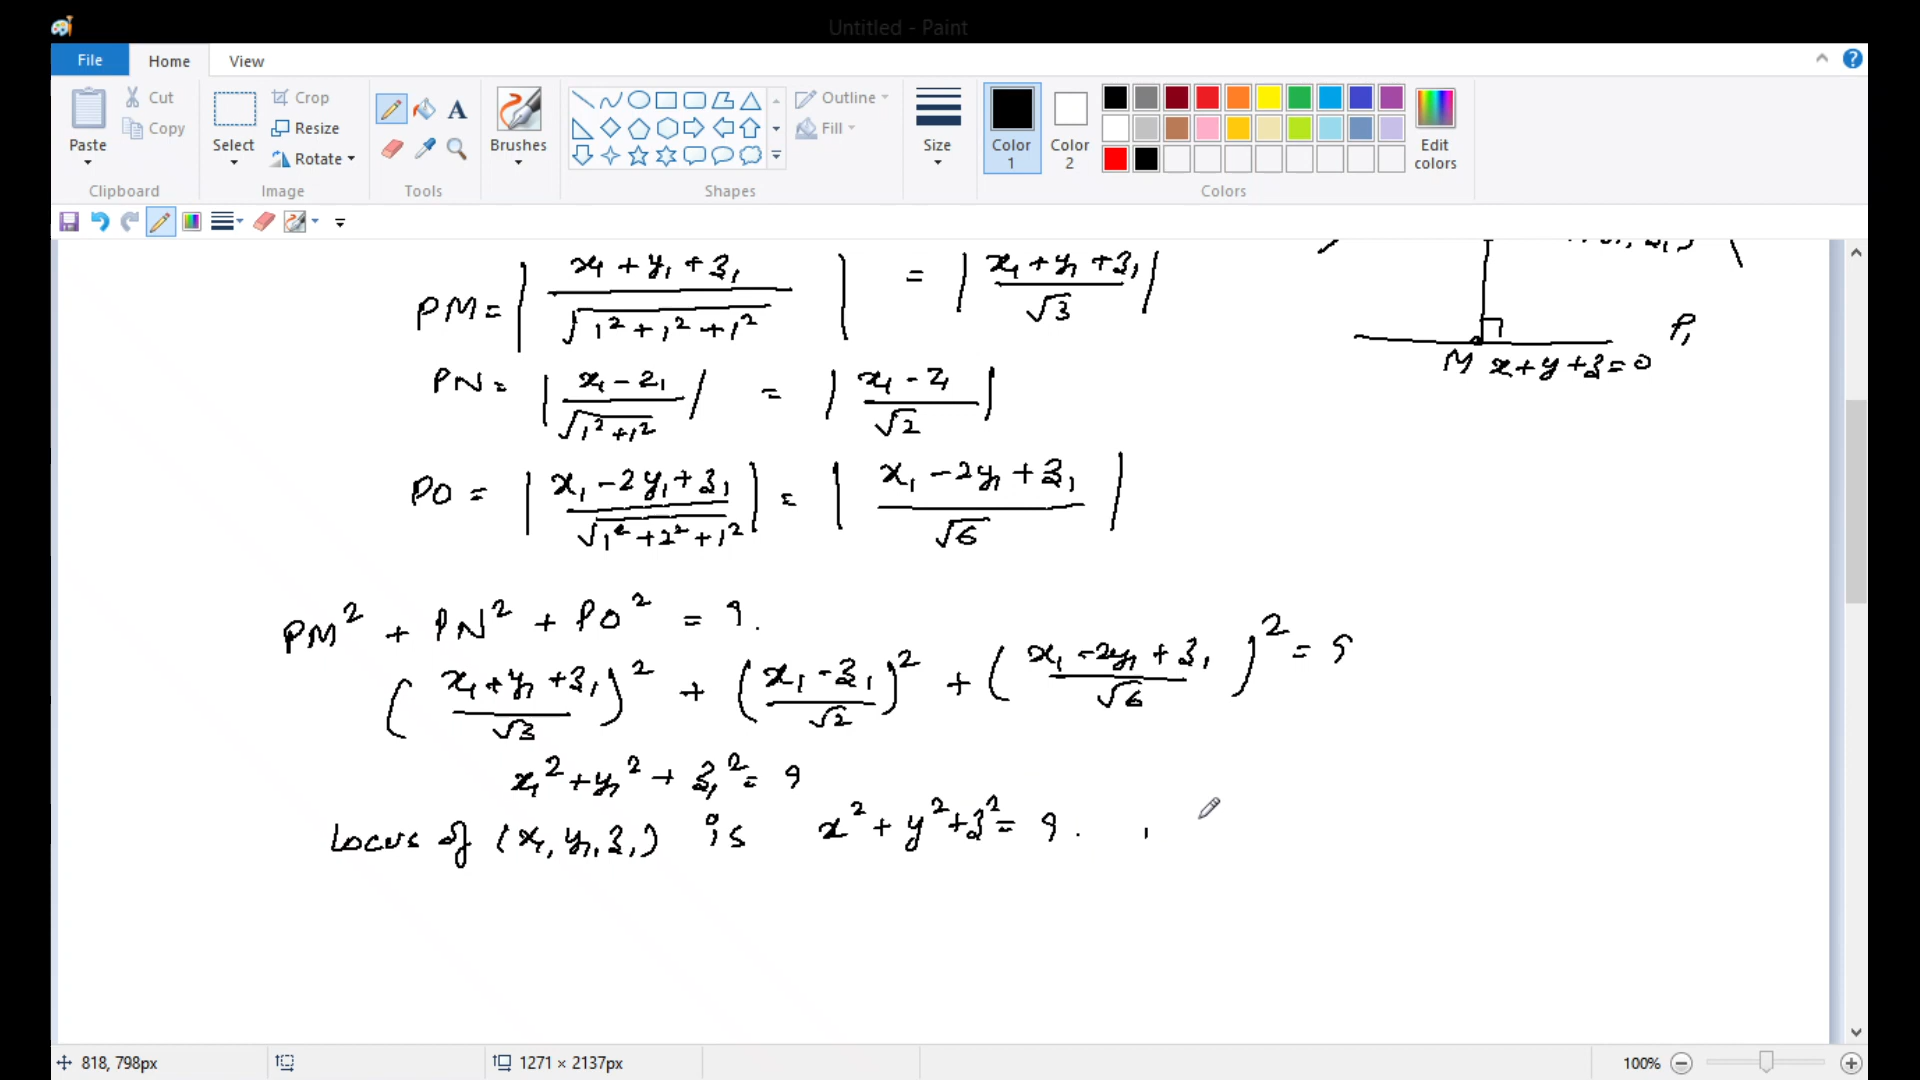 Untitled - Paint
File Home View
Paste Cut Copy Clipboard
Select Crop Resize Rotate Image
Tools
Brushes
Shapes Outline Fill
Size
Color 1 Color 2
Edit colors
Colors
PM = | x₁ + y₁ + z₁ / √(1² + 1² + 1²) | = | x₁ + y₁ + z₁ / √3 |
P₁
M x + y + z = 0
PN = | x₁ - z₁ / √(1² + 1²) | = | x₁ - z₁ / √2 |
PO = | x₁ - 2y₁ + z₁ / √(1² + 2² + 1²) | = | x₁ - 2y₁ + z₁ / √6 |
PM² + PN² + PO² = 9.
( x₁ + y₁ + z₁ / √3 )² + ( x₁ - z₁ / √2 )² + ( x₁ - 2y₁ + z₁ / √6 )² = 9
x₁² + y₁² + z₁² = 9
Locus of (x₁, y₁, z₁) is x² + y² + z² = 9.
818, 798px 1271 × 2137px 100%